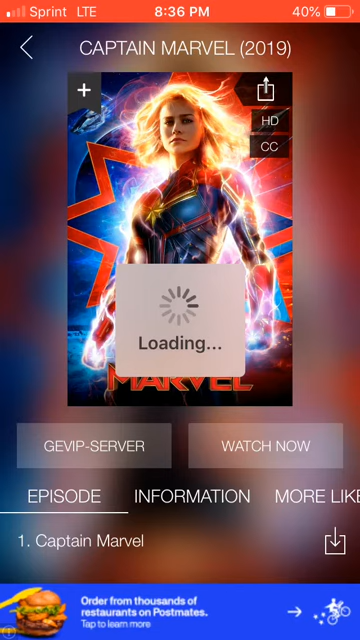 Sprint LTE 8:36 PM 40%
CAPTAIN MARVEL (2019)
HD
CC
Loading...
MARVEL
GEVIP-SERVER WATCH NOW
EPISODE INFORMATION MORE LIKE
1. Captain Marvel
Order from thousands of
restaurants on Postmates.
Tap to learn more